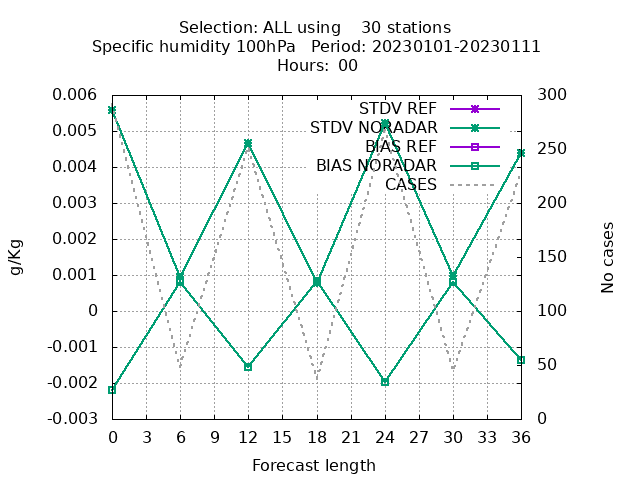 Selection: ALL using    30 stations
Specific humidity 100hPa   Period: 20230101-20230111
Hours: 00
STDV REF
STDV NORADAR
BIAS REF
BIAS NORADAR
CASES
0.006
0.005
0.004
0.003
0.002
0.001
0
-0.001
-0.002
-0.003
g/Kg
300
250
200
150
100
50
0
No cases
0 3 6 9 12 15 18 21 24 27 30 33 36
Forecast length